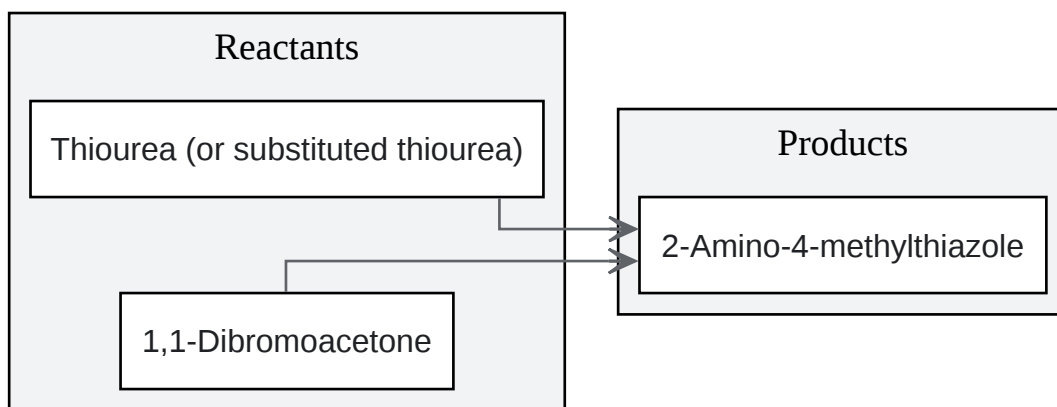 Reactants
Thiourea (or substituted thiourea)
1,1-Dibromoacetone
Products
2-Amino-4-methylthiazole